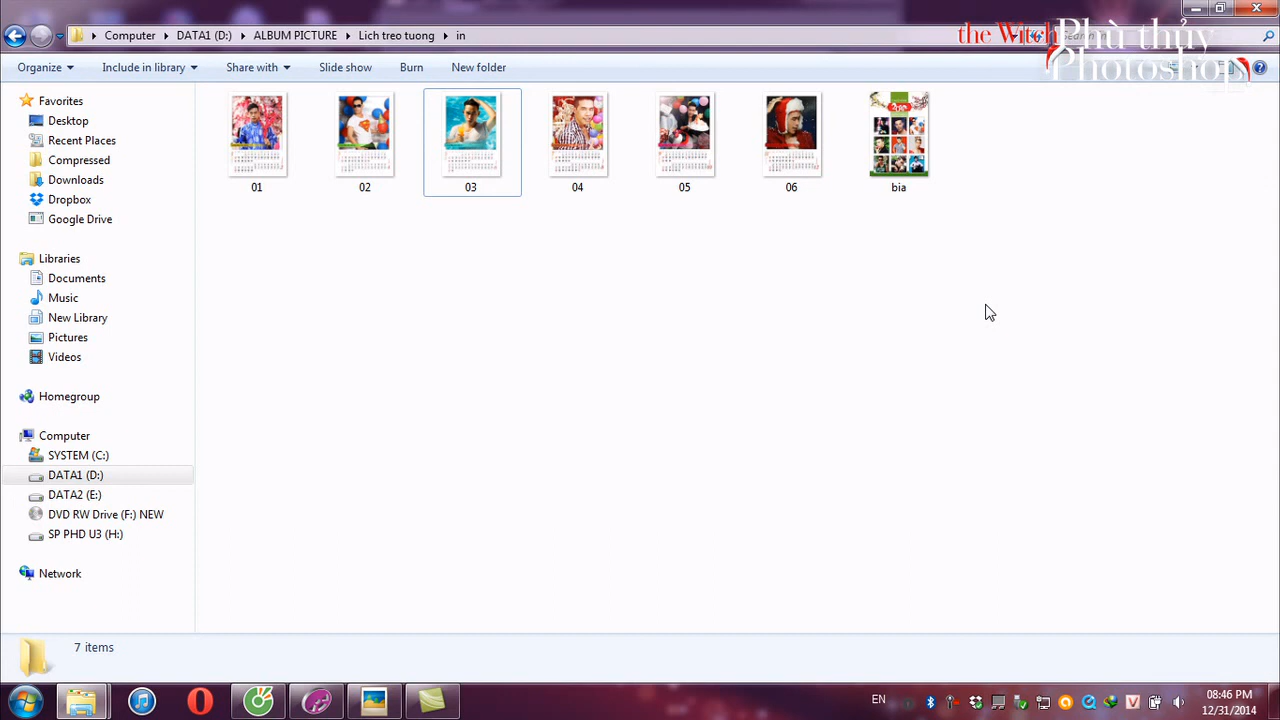 Computer DATA1 (D:) ALBUM PICTURE Lich treo tuong in
the Witch Phù thủy
Photoshop
Organize Include in library Share with Slide show Burn New folder
Favorites
Desktop
Recent Places
Compressed
Downloads
Dropbox
Google Drive
Libraries
Documents
Music
New Library
Pictures
Videos
Homegroup
Computer
SYSTEM (C:)
DATA1 (D:)
DATA2 (E:)
DVD RW Drive (F:) NEW
SP PHD U3 (H:)
Network
01 02 03 04 05 06 bia
7 items
EN
08:46 PM
12/31/2014